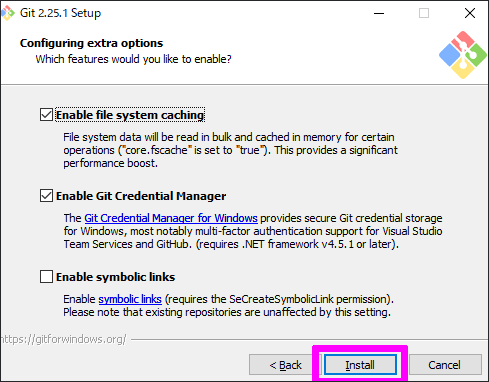 Git 2.25.1 Setup
Configuring extra options
Which features would you like to enable?
Enable file system caching
File system data will be read in bulk and cached in memory for certain
operations ("core.fscache" is set to "true"). This provides a significant
performance boost.
Enable Git Credential Manager
The Git Credential Manager for Windows provides secure Git credential storage
for Windows, most notably multi-factor authentication support for Visual Studio
Team Services and GitHub. (requires .NET framework v4.5.1 or later).
Enable symbolic links
Enable symbolic links (requires the SeCreateSymbolicLink permission).
Please note that existing repositories are unaffected by this setting.
https://gitforwindows.org/
< Back Install Cancel